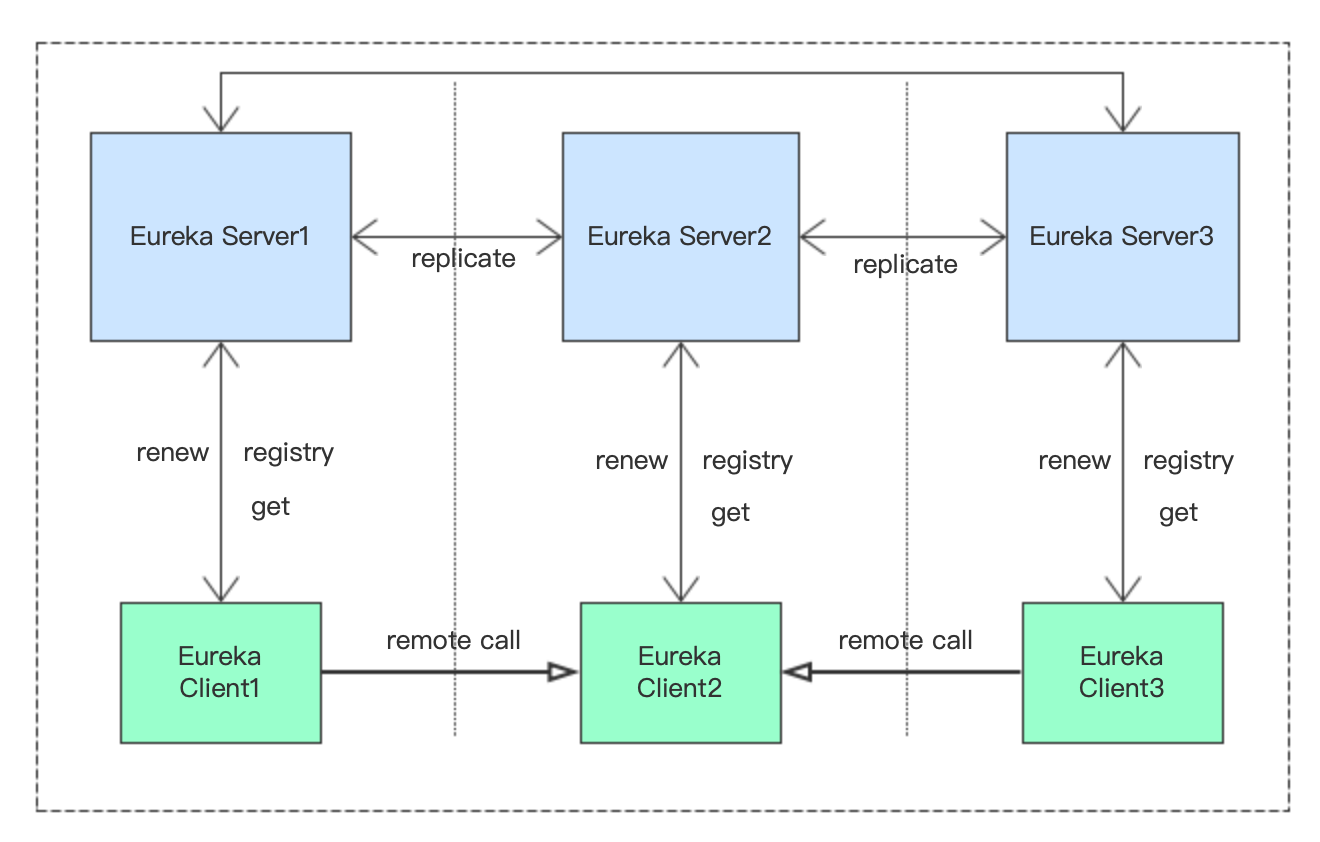 Eureka Server1
Eureka Server2
Eureka Server3
replicate
replicate
renew
registry
get
renew
registry
get
renew
registry
get
Eureka
Client1
remote call
Eureka
Client2
remote call
Eureka
Client3